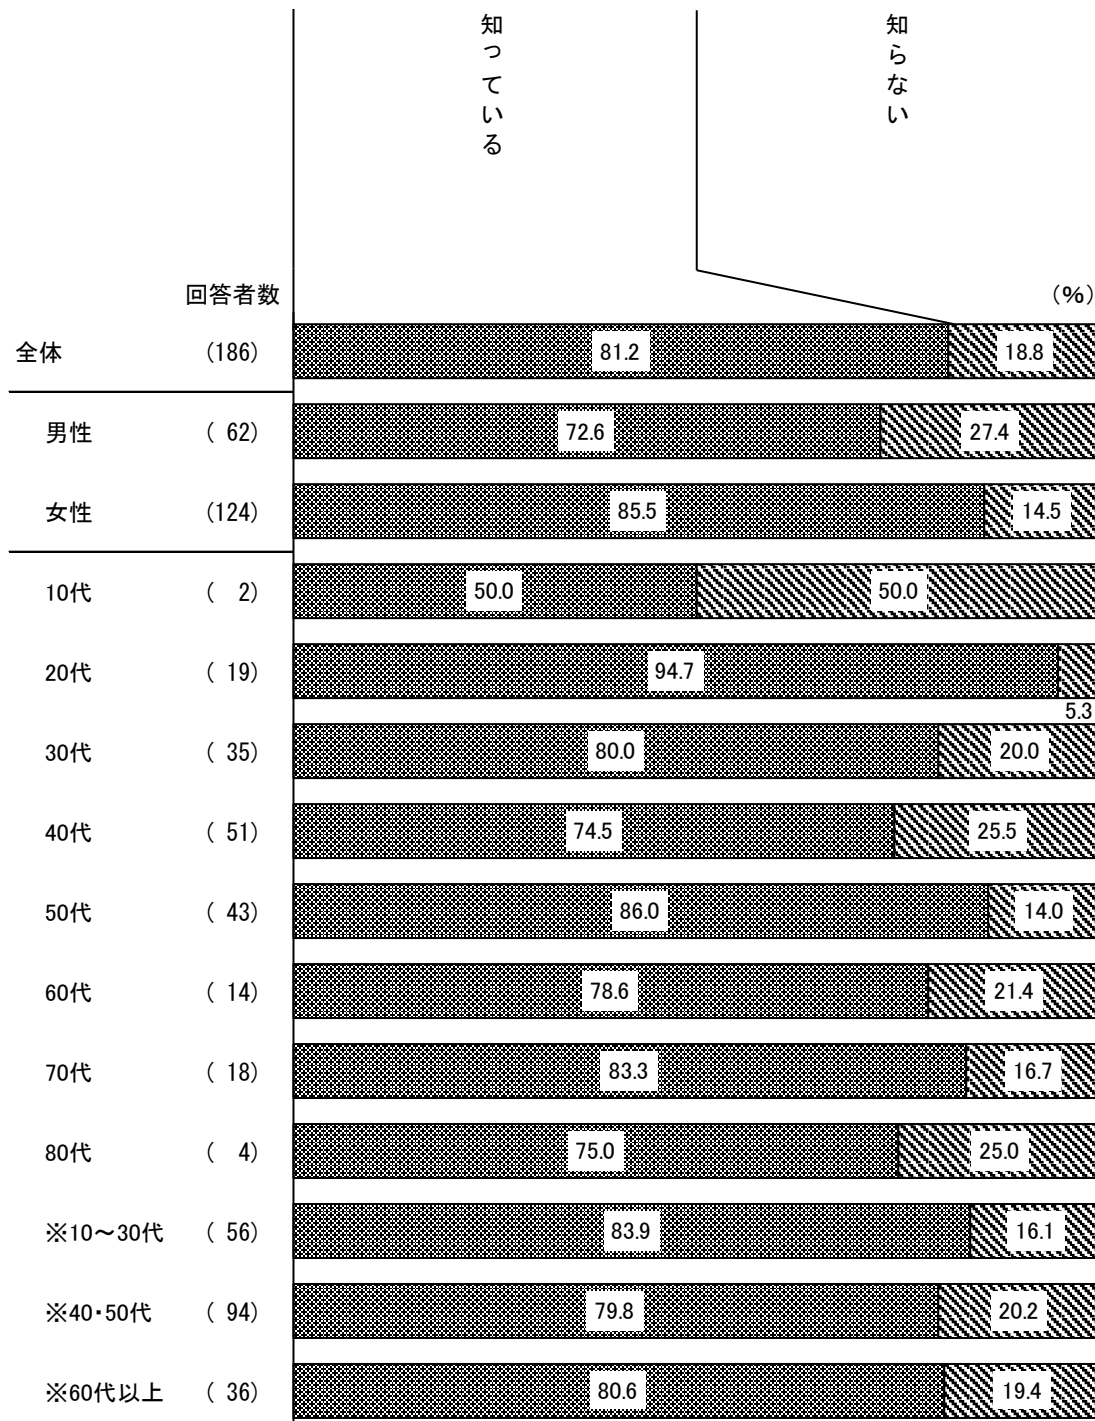 知っている
知らない
回答者数
(%)
全体 (186) 81.2 18.8
男性 ( 62) 72.6 27.4
女性 (124) 85.5 14.5
10代 ( 2) 50.0 50.0
20代 ( 19) 94.7
5.3
30代 ( 35) 80.0 20.0
40代 ( 51) 74.5 25.5
50代 ( 43) 86.0 14.0
60代 ( 14) 78.6 21.4
70代 ( 18) 83.3 16.7
80代 ( 4) 75.0 25.0
※10～30代 ( 56) 83.9 16.1
※40・50代 ( 94) 79.8 20.2
※60代以上 ( 36) 80.6 19.4